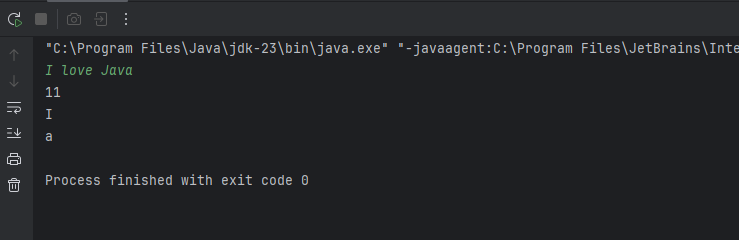 "C:\Program Files\Java\jdk-23\bin\java.exe" "-javaagent:C:\Program Files\JetBrains\Inte
I love Java
11
I
a
Process finished with exit code 0